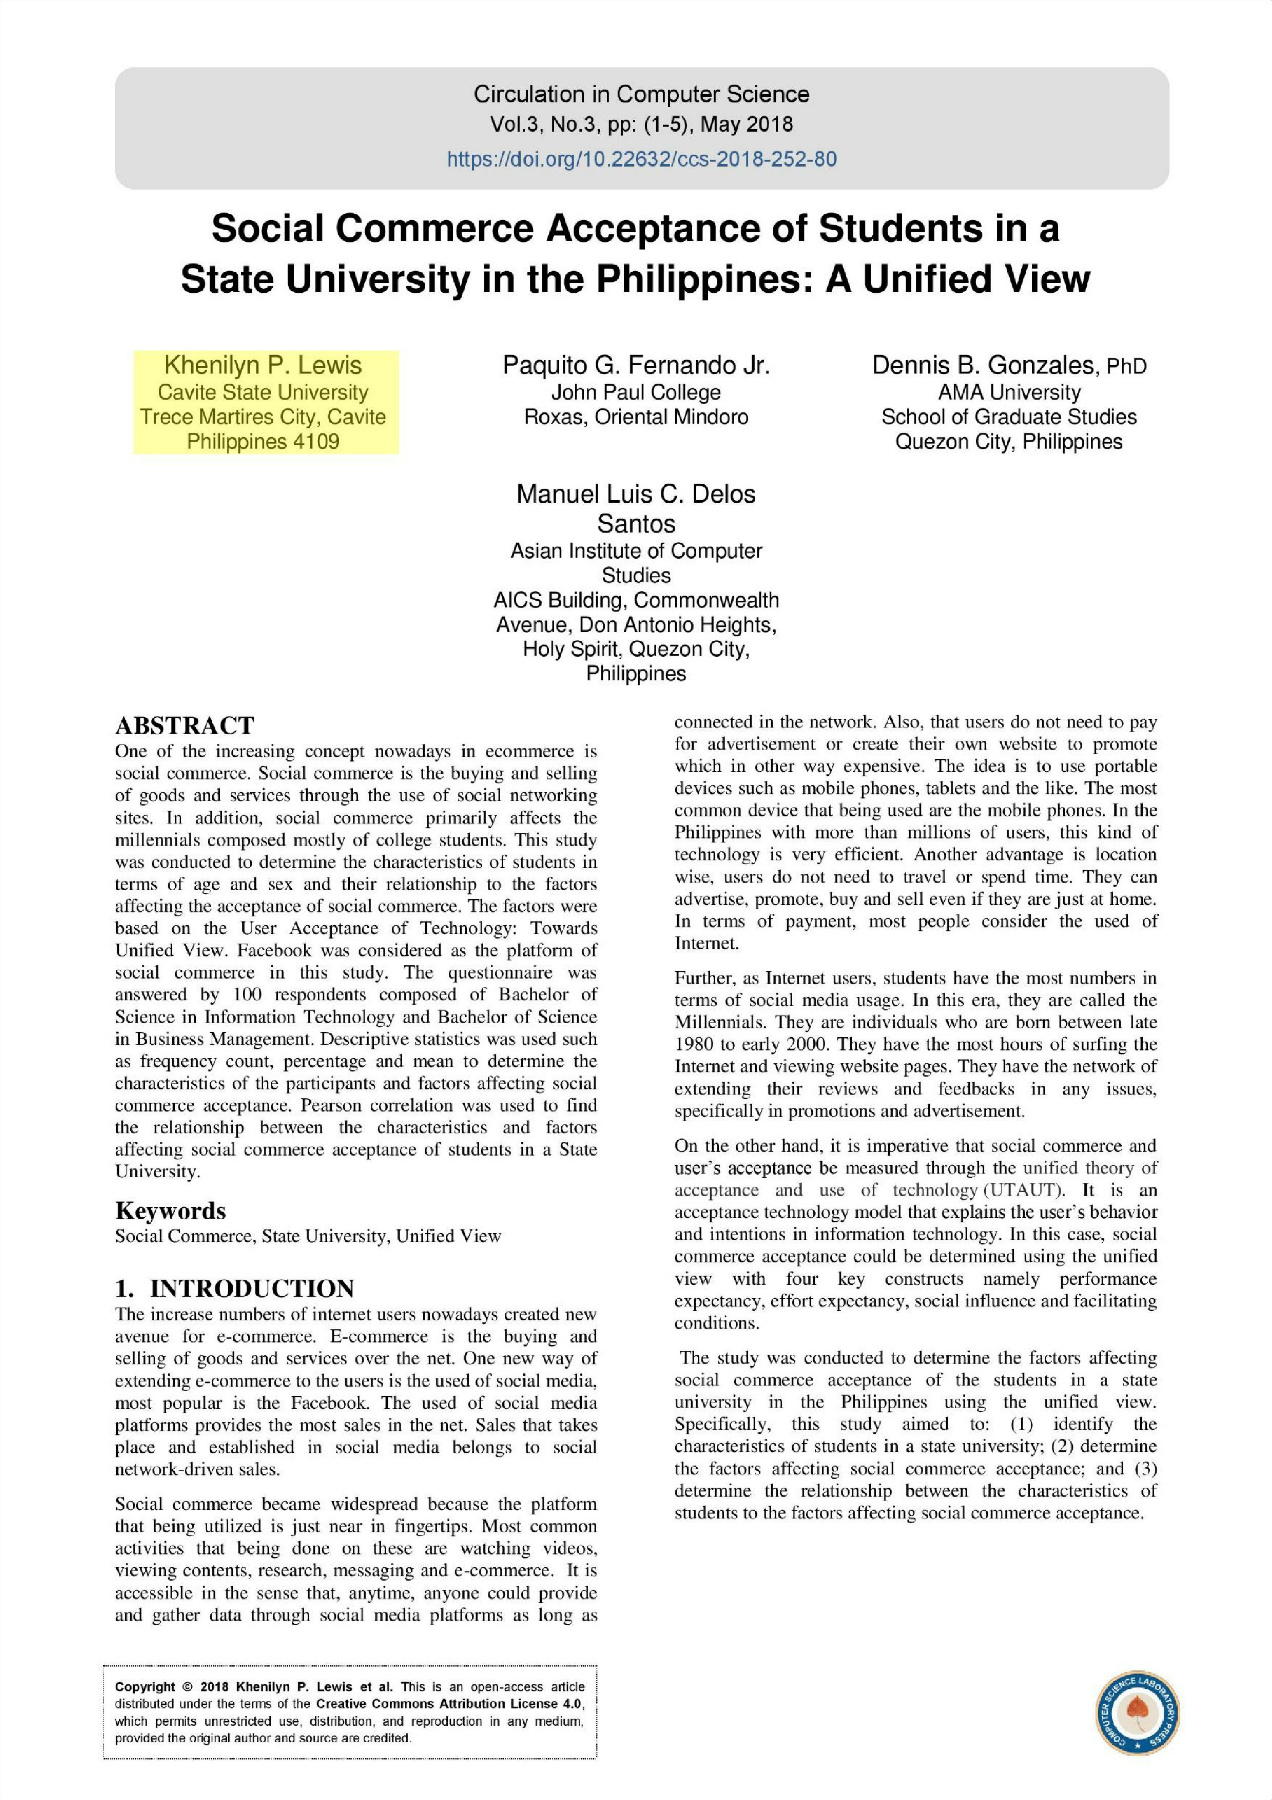 Circulation in Computer Science
Vol.3, No.3, pp: (1-5), May 2018
https://doi.org/10.22632/ccs-2018-252-80
Social Commerce Acceptance of Students in a
State University in the Philippines: A Unified View
Khenilyn P. Lewis
Cavite State University
Trece Martires City, Cavite
Philippines 4109
Paquito G. Fernando Jr.
John Paul College
Roxas, Oriental Mindoro
Dennis B. Gonzales, PhD
AMA University
School of Graduate Studies
Quezon City, Philippines
Manuel Luis C. Delos
Santos
Asian Institute of Computer
Studies
AICS Building, Commonwealth
Avenue, Don Antonio Heights,
Holy Spirit, Quezon City,
Philippines
ABSTRACT
One of the increasing concept nowadays in ecommerce is
social commerce. Social commerce is the buying and selling
of goods and services through the use of social networking
sites. In addition, social commerce primarily affects the
millennials composed mostly of college students. This study
was conducted to determine the characteristics of students in
terms of age and sex and their relationship to the factors
affecting the acceptance of social commerce. The factors were
based on the User Acceptance of Technology: Towards
Unified View. Facebook was considered as the platform of
social commerce in this study. The questionnaire was
answered by 100 respondents composed of Bachelor of
Science in Information Technology and Bachelor of Science
in Business Management. Descriptive statistics was used such
as frequency count, percentage and mean to determine the
characteristics of the participants and factors affecting social
commerce acceptance. Pearson correlation was used to find
the relationship between the characteristics and factors
affecting social commerce acceptance of students in a State
University.
Keywords
Social Commerce, State University, Unified View
1. INTRODUCTION
The increase numbers of internet users nowadays created new
avenue for e-commerce. E-commerce is the buying and
selling of goods and services over the net. One new way of
extending e-commerce to the users is the used of social media,
most popular is the Facebook. The used of social media
platforms provides the most sales in the net. Sales that takes
place and established in social media belongs to social
network-driven sales.
Social commerce became widespread because the platform
that being utilized is just near in fingertips. Most common
activities that being done on these are watching videos,
viewing contents, research, messaging and e-commerce. It is
accessible in the sense that, anytime, anyone could provide
and gather data through social media platforms as long as
connected in the network. Also, that users do not need to pay
for advertisement or create their own website to promote
which in other way expensive. The idea is to use portable
devices such as mobile phones, tablets and the like. The most
common device that being used are the mobile phones. In the
Philippines with more than millions of users, this kind of
technology is very efficient. Another advantage is location
wise, users do not need to travel or spend time. They can
advertise, promote, buy and sell even if they are just at home.
In terms of payment, most people consider the used of
Internet.
Further, as Internet users, students have the most numbers in
terms of social media usage. In this era, they are called the
Millennials. They are individuals who are born between late
1980 to early 2000. They have the most hours of surfing the
Internet and viewing website pages. They have the network of
extending their reviews and feedbacks in any issues,
specifically in promotions and advertisement.
On the other hand, it is imperative that social commerce and
user's acceptance be measured through the unified theory of
acceptance and use of technology (UTAUT). It is an
acceptance technology model that explains the user's behavior
and intentions in information technology. In this case, social
commerce acceptance could be determined using the unified
view with four key constructs namely performance
expectancy, effort expectancy, social influence and facilitating
conditions.
The study was conducted to determine the factors affecting
social commerce acceptance of the students in a state
university in the Philippines using the unified view.
Specifically, this study aimed to: (1) identify the
characteristics of students in a state university; (2) determine
the factors affecting social commerce acceptance; and (3)
determine the relationship between the characteristics of
students to the factors affecting social commerce acceptance.
Copyright © 2018 Khenilyn P. Lewis et al. This is an open-access article
distributed under the terms of the Creative Commons Attribution License 4.0,
which permits unrestricted use, distribution, and reproduction in any medium,
provided the original author and source are credited.
COMPUTER SCIENCE LABORATORY PRESS